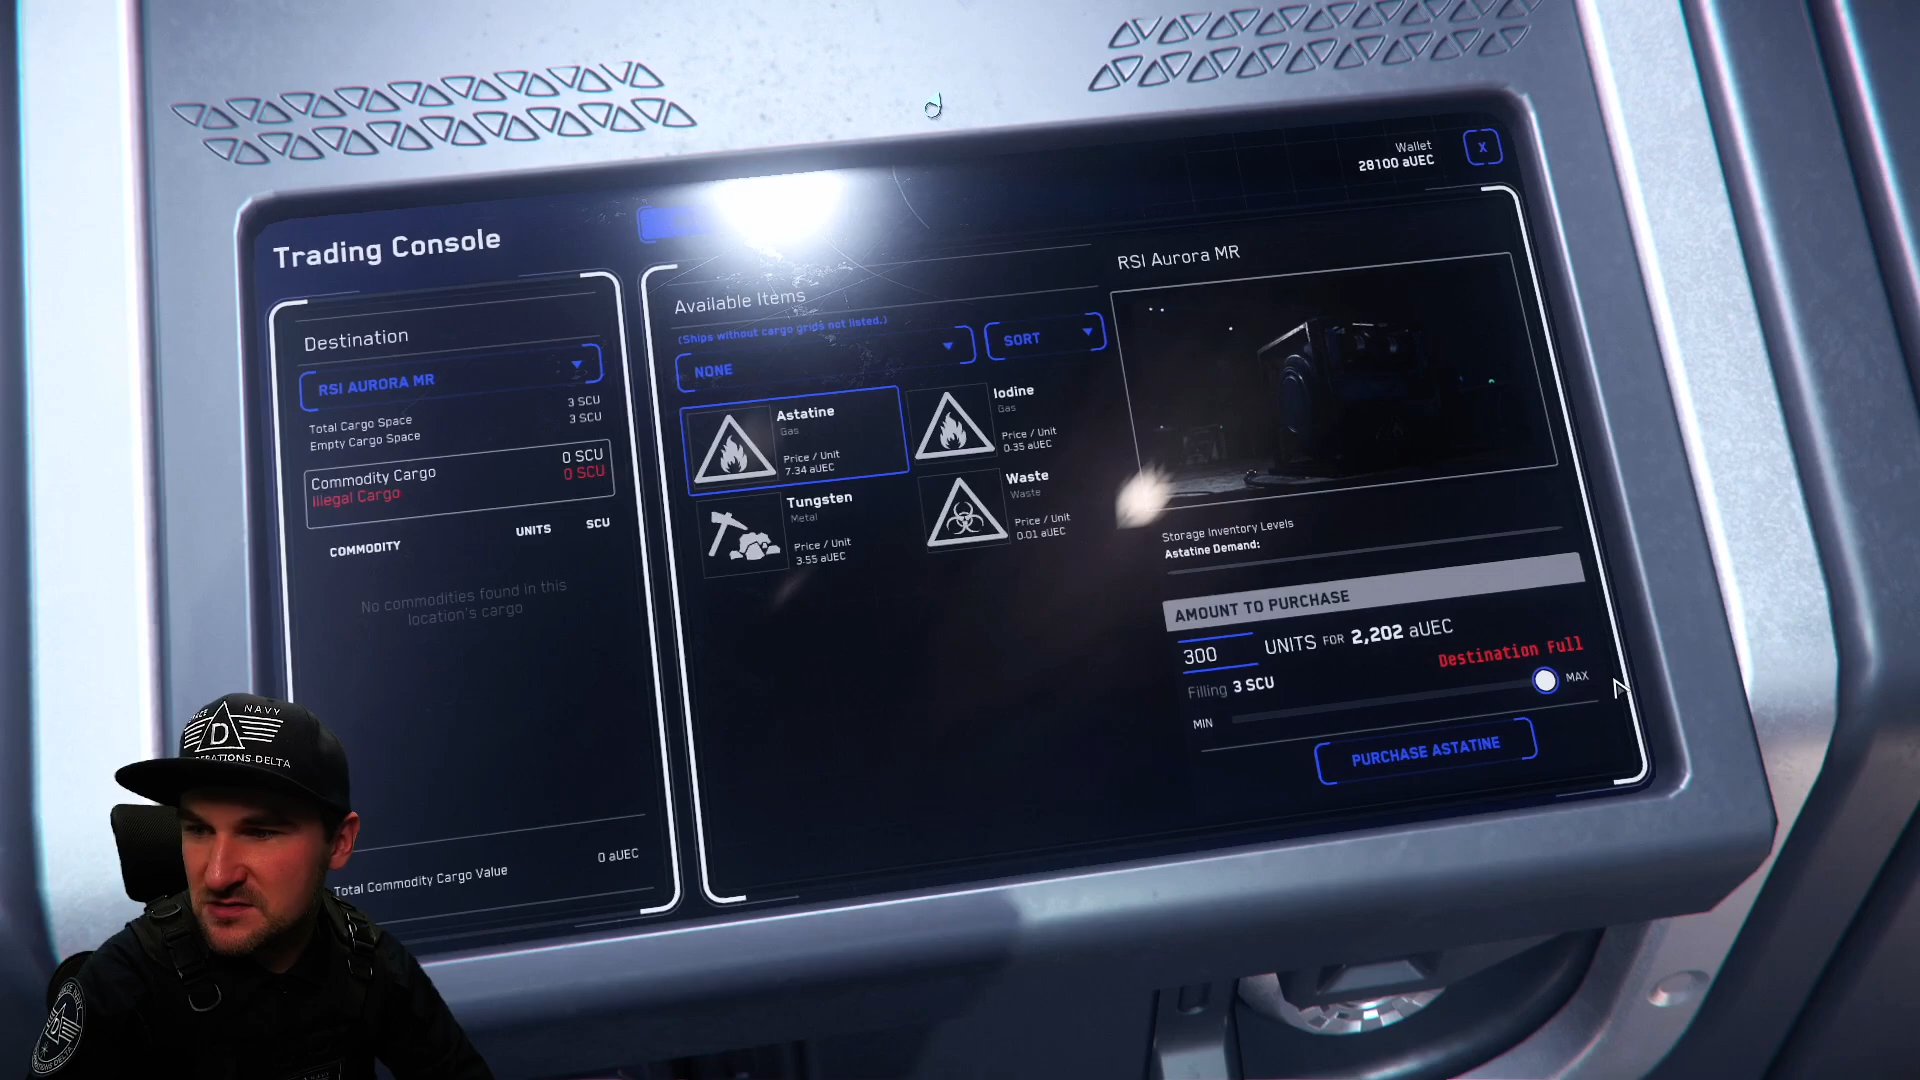 Wallet
28100 aUEC
X
Trading Console
Destination
RSI AURORA MR
Total Cargo Space 3 SCU
Empty Cargo Space 3 SCU
Commodity Cargo 0 SCU
Illegal Cargo 0 SCU
COMMODITY UNITS SCU
No commodities found in this
location's cargo
Total Commodity Cargo Value 0 aUEC
Available Items
(Ships without cargo grids not listed.)
NONE
SORT
Astatine
Gas
Price / Unit
7.34 aUEC
Iodine
Gas
Price / Unit
0.35 aUEC
Tungsten
Metal
Price / Unit
3.55 aUEC
Waste
Waste
Price / Unit
0.01 aUEC
RSI Aurora MR
Storage Inventory Levels
Astatine Demand:
AMOUNT TO PURCHASE
300 UNITS FOR 2,202 aUEC
Destination Full
Filling 3 SCU
MIN MAX
PURCHASE ASTATINE
NAVY
D
OPERATIONS DELTA